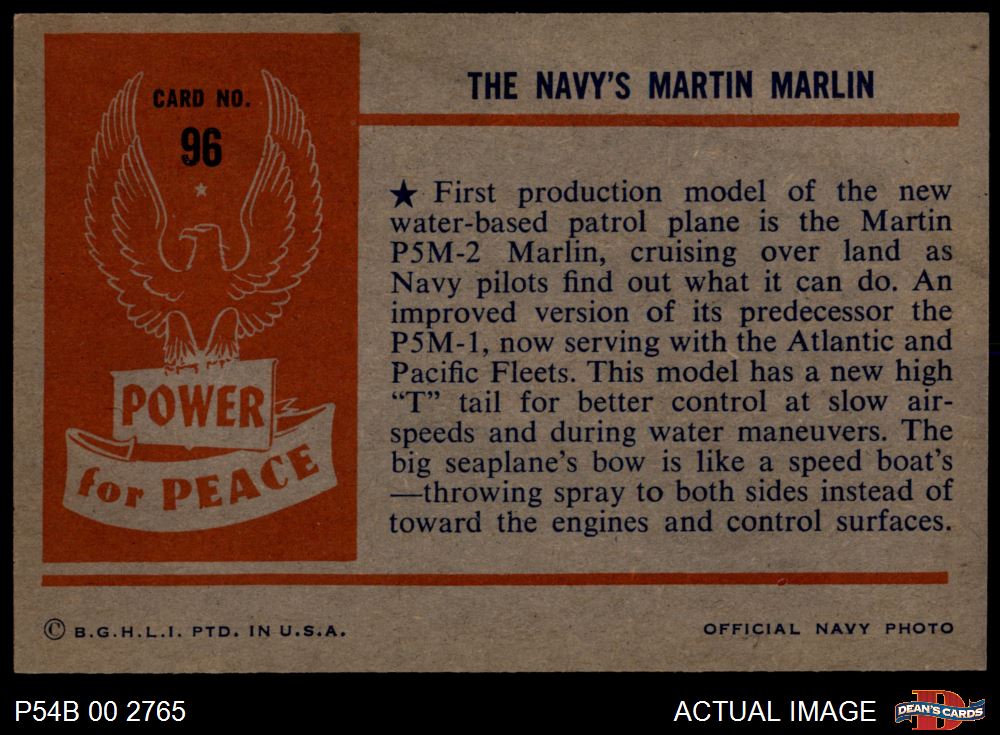 CARD NO.
96
POWER
for PEACE
THE NAVY'S MARTIN MARLIN
★ First production model of the new
water-based patrol plane is the Martin
P5M-2 Marlin, cruising over land as
Navy pilots find out what it can do. An
improved version of its predecessor the
P5M-1, now serving with the Atlantic and
Pacific Fleets. This model has a new high
“T” tail for better control at slow air-
speeds and during water maneuvers. The
big seaplane's bow is like a speed boat's
—throwing spray to both sides instead of
toward the engines and control surfaces.
© B.G.H.L.I. PTD. IN U.S.A.
OFFICIAL NAVY PHOTO
P54B 00 2765
ACTUAL IMAGE
D
DEAN'S CARDS